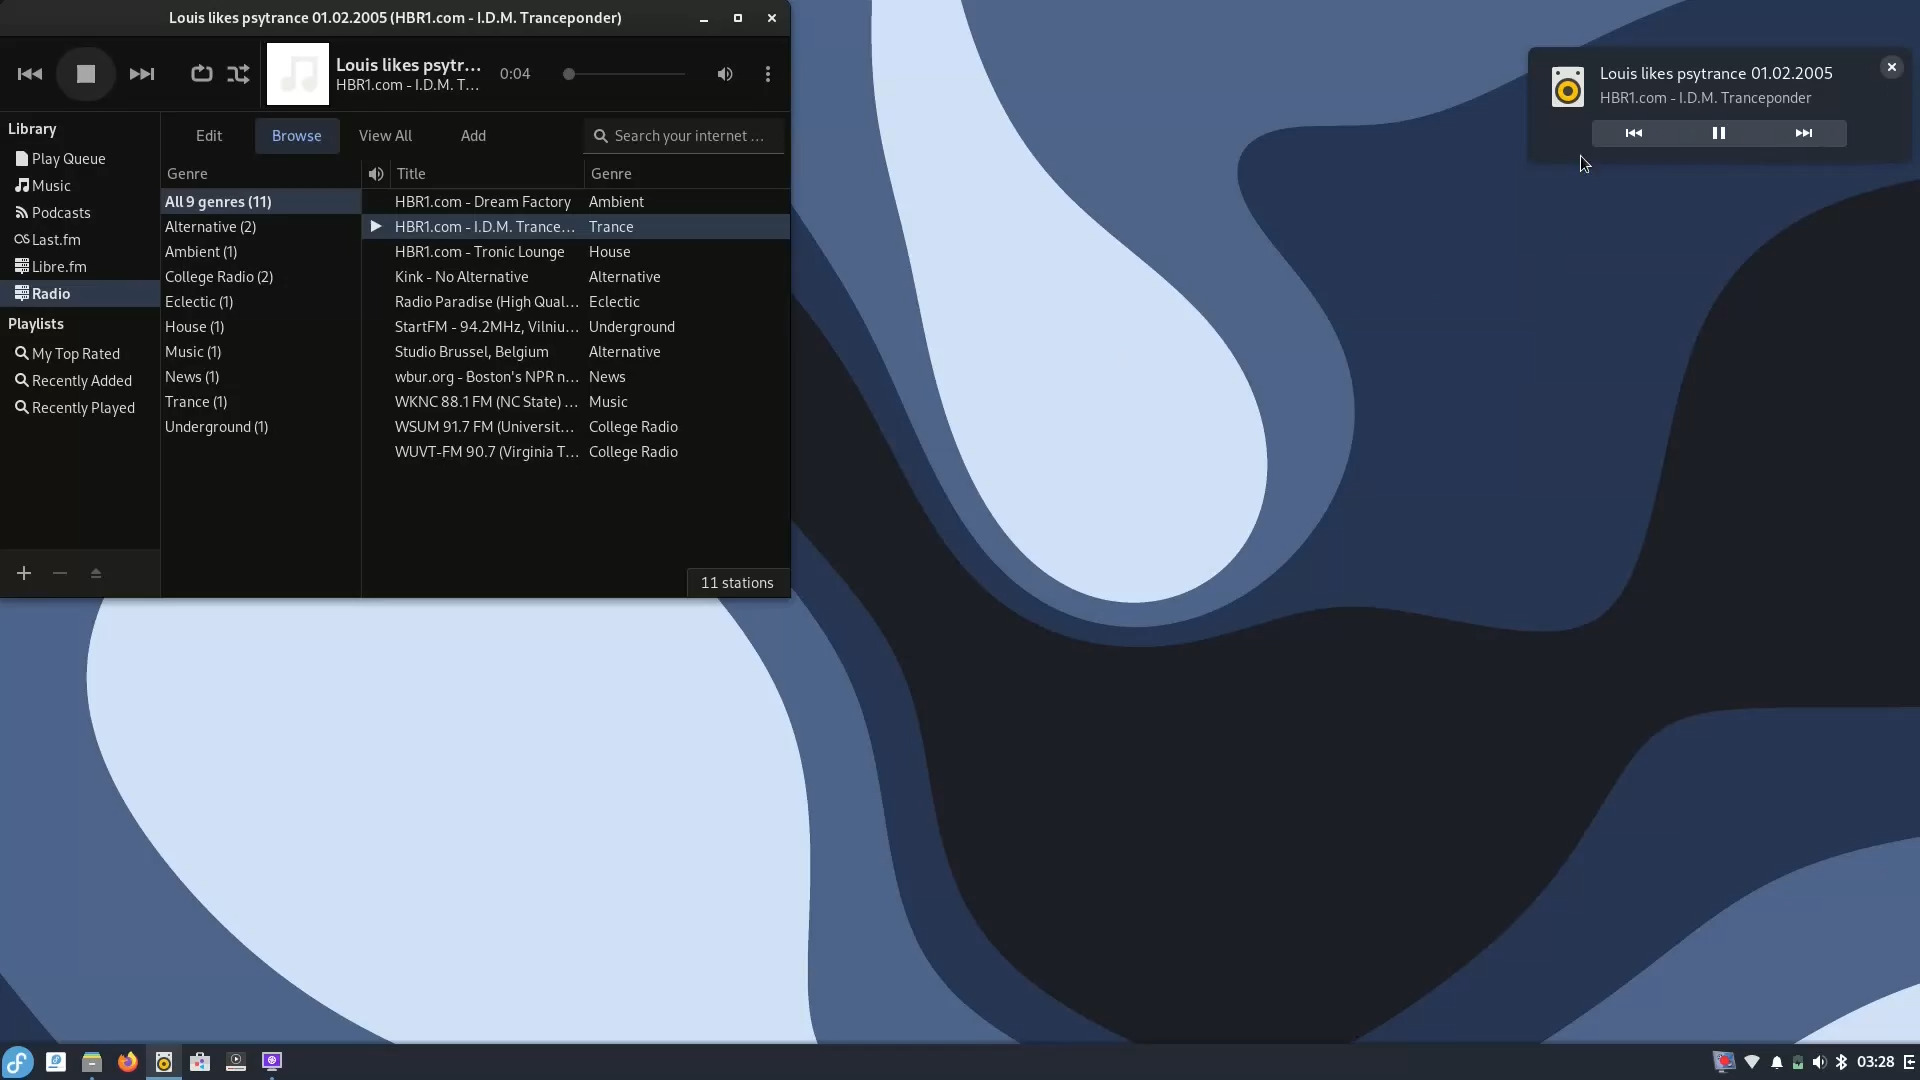 Louis likes psytrance 01.02.2005 (HBR1.com - I.D.M. Tranceponder)
Louis likes psytr...
HBR1.com - I.D.M. T...
0:04
Library
Play Queue
Music
Podcasts
Last.fm
Libre.fm
Radio
Playlists
My Top Rated
Recently Added
Recently Played
Edit Browse View All Add Search your internet ...
Genre
All 9 genres (11)
Alternative (2)
Ambient (1)
College Radio (2)
Eclectic (1)
House (1)
Music (1)
News (1)
Trance (1)
Underground (1)
Title Genre
HBR1.com - Dream Factory Ambient
HBR1.com - I.D.M. Trance... Trance
HBR1.com - Tronic Lounge House
Kink - No Alternative Alternative
Radio Paradise (High Qual... Eclectic
StartFM - 94.2MHz, Vilniu... Underground
Studio Brussel, Belgium Alternative
wbur.org - Boston's NPR n... News
WKNC 88.1 FM (NC State) ... Music
WSUM 91.7 FM (Universit... College Radio
WUVT-FM 90.7 (Virginia T... College Radio
11 stations
Louis likes psytrance 01.02.2005
HBR1.com - I.D.M. Tranceponder
03:28